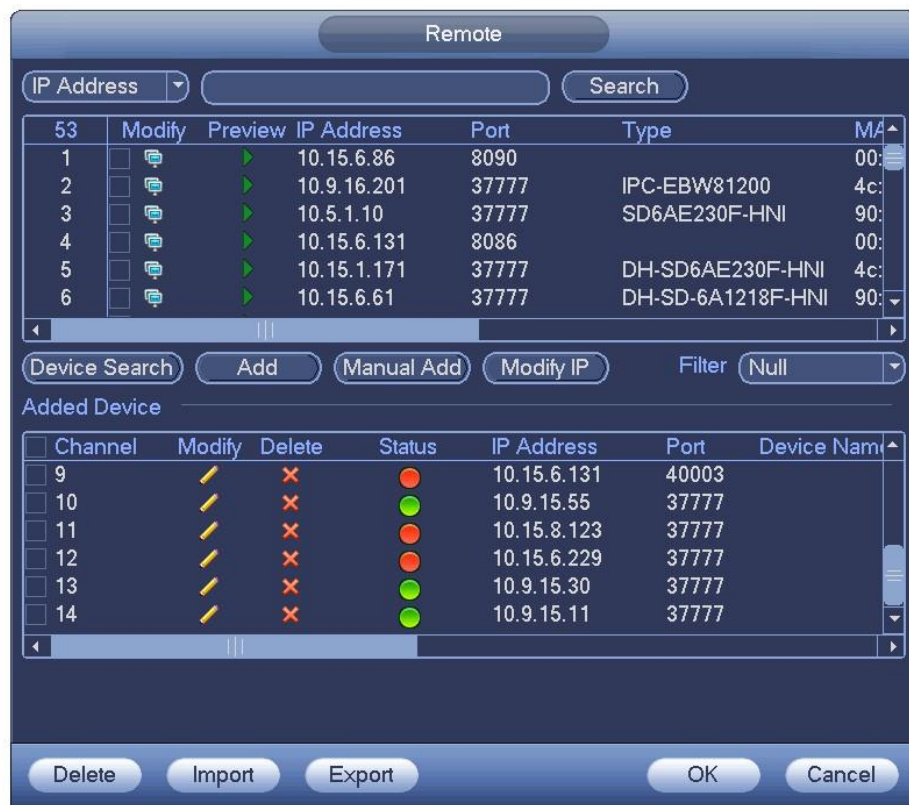 Remote
IP Address Search
53 Modify Preview IP Address Port Type MA
1 10.15.6.86 8090 00:
2 10.9.16.201 37777 IPC-EBW81200 4c:
3 10.5.1.10 37777 SD6AE230F-HNI 90:
4 10.15.6.131 8086 00:
5 10.15.1.171 37777 DH-SD6AE230F-HNI 4c:
6 10.15.6.61 37777 DH-SD-6A1218F-HNI 90:
Device Search Add Manual Add Modify IP Filter Null
Added Device
Channel Modify Delete Status IP Address Port Device Name
9 10.15.6.131 40003
10 10.9.15.55 37777
11 10.15.8.123 37777
12 10.15.6.229 37777
13 10.9.15.30 37777
14 10.9.15.11 37777
Delete Import Export OK Cancel